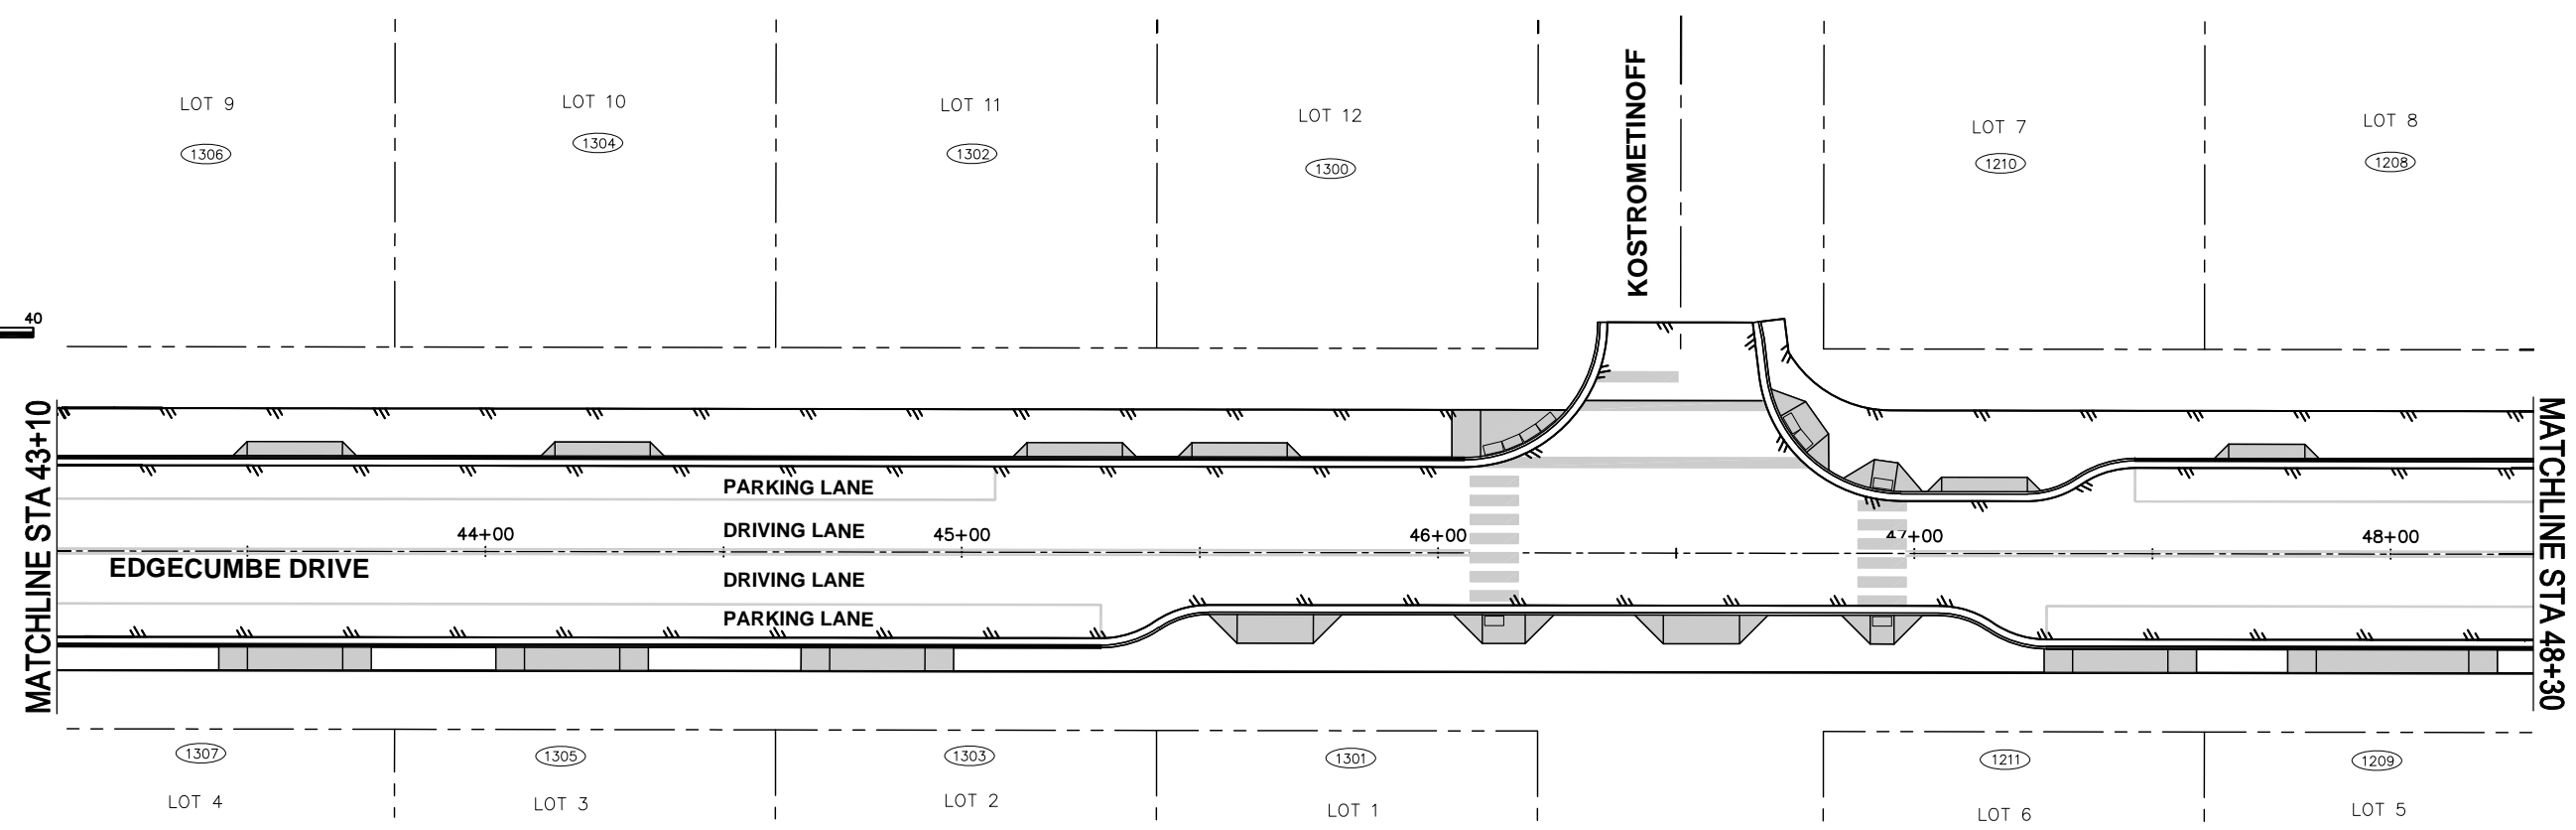 LOT 9
1306
LOT 10
1304
LOT 11
1302
LOT 12
1300
KOSTROMETINOFF
LOT 7
1210
LOT 8
1208
40
MATCHLINE STA 43+10
PARKING LANE
44+00
DRIVING LANE
45+00
46+00
47+00
48+00
EDGECUMBE DRIVE
DRIVING LANE
PARKING LANE
MATCHLINE STA 48+30
1307
LOT 4
1305
LOT 3
1303
LOT 2
1301
LOT 1
1211
LOT 6
1209
LOT 5